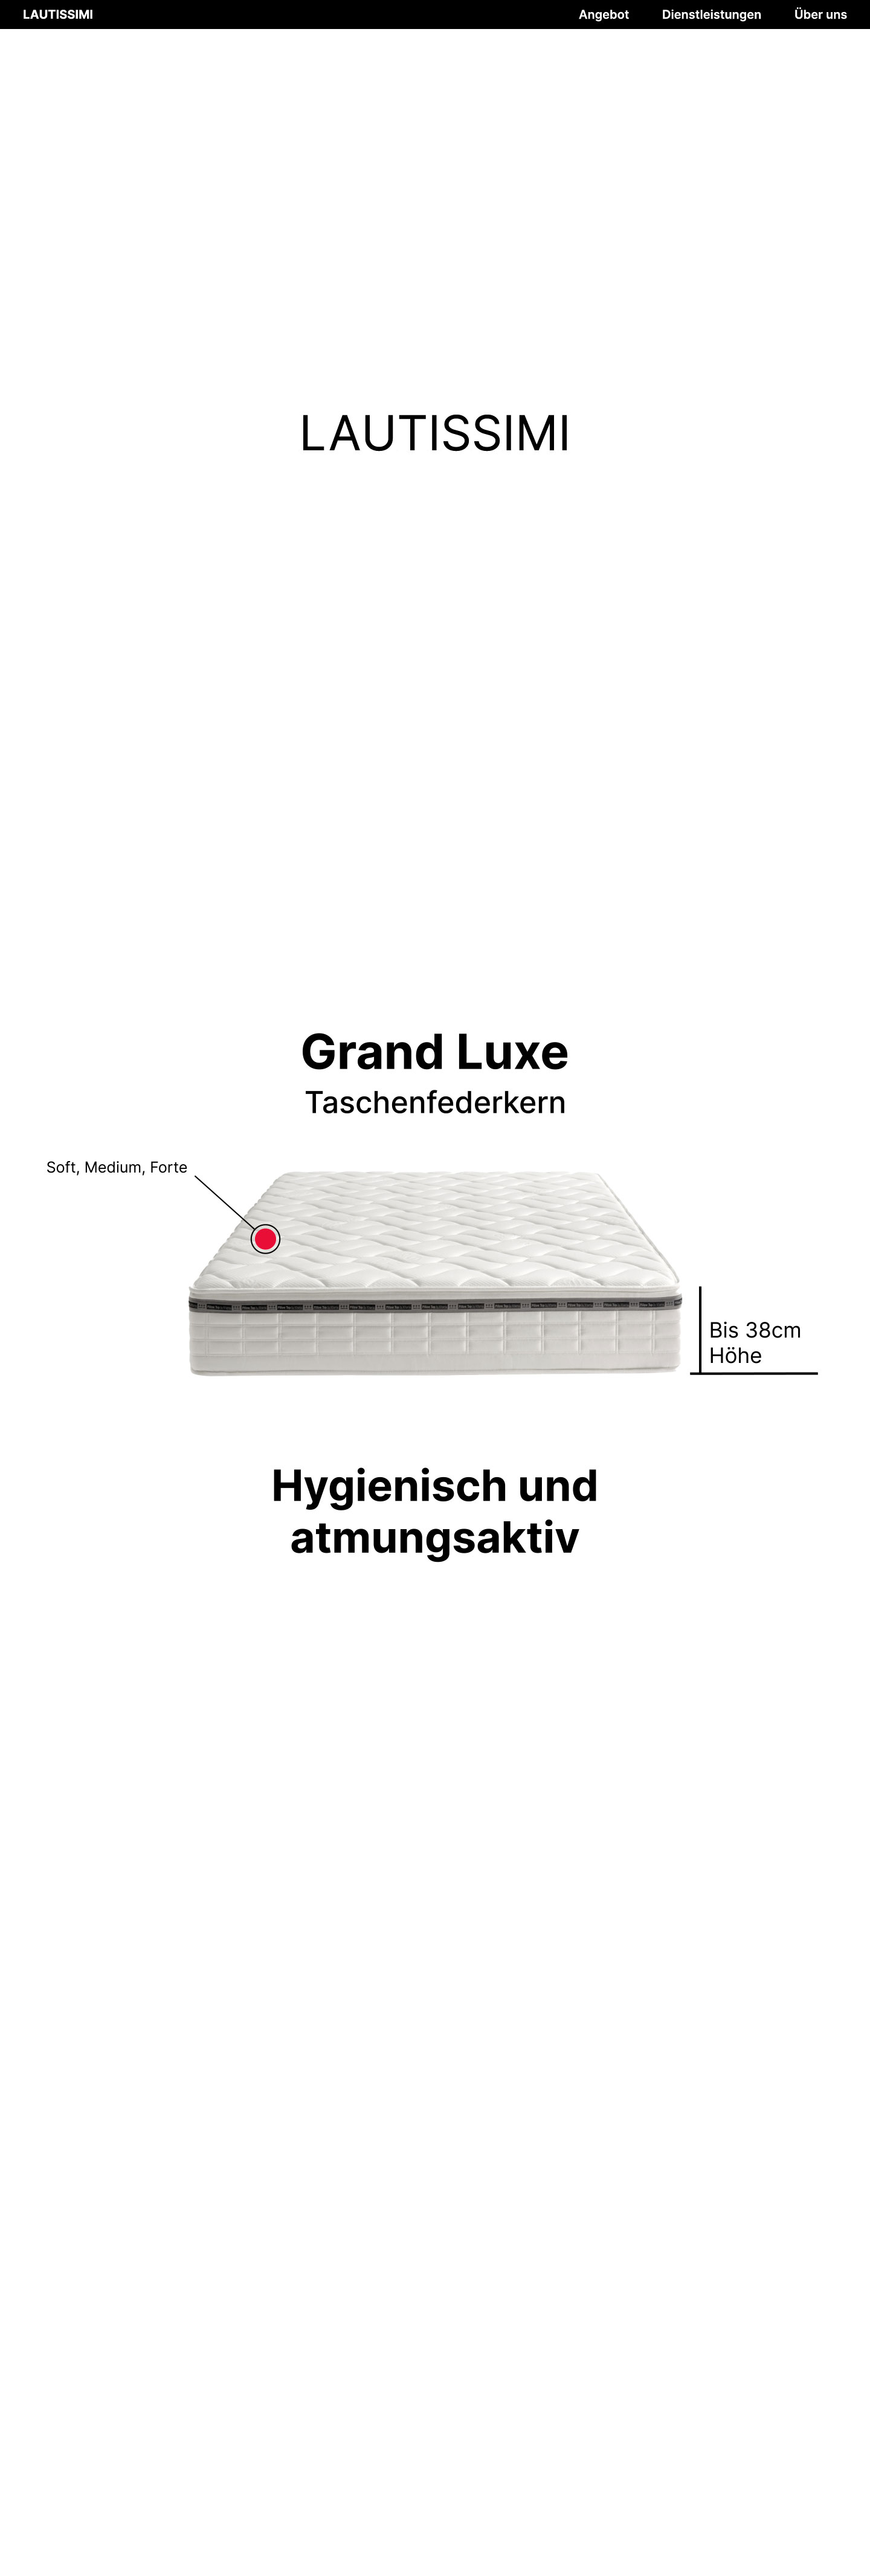 LAUTISSIMI
Angebot
Dienstleistungen
Über uns
LAUTISSIMI
Grand Luxe
Taschenfederkern
Soft, Medium, Forte
Bis 38cm
Höhe
Hygienisch und
atmungsaktiv